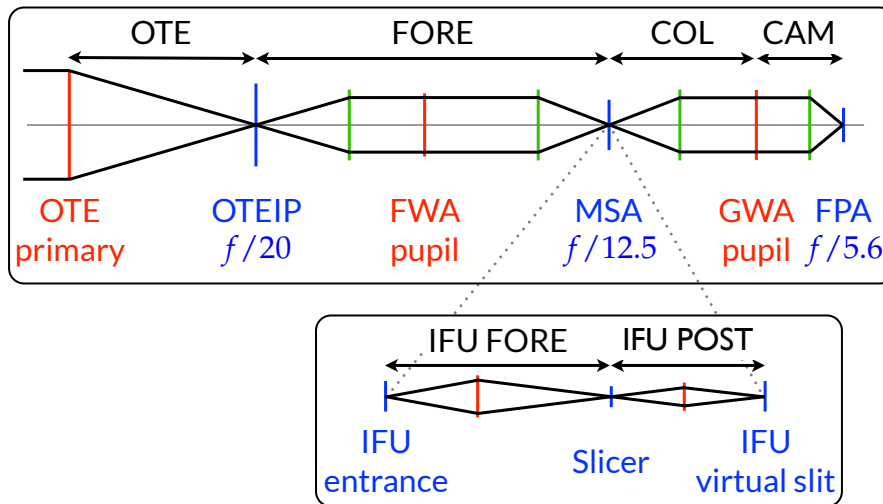 OTE FORE COL CAM
OTE OTEIP FWA MSA GWA FPA
primary f/20 pupil f/12.5 pupil f/5.6
IFU FORE IFU POST
IFU Slicer IFU
entrance virtual slit